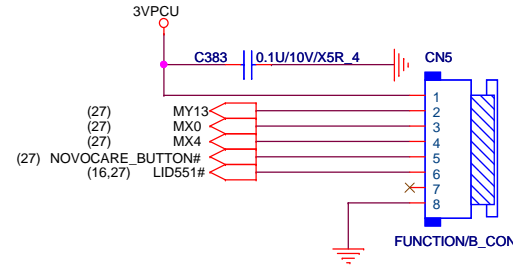 3VPCU
C383 0.1U/10V/X5R_4 CN5
1
(27) MY13 2
(27) MX0 3
(27) MX4 4
(27) NOVOCARE_BUTTON# 5
(16,27) LID551# 6
7
8
FUNCTION/B_CON